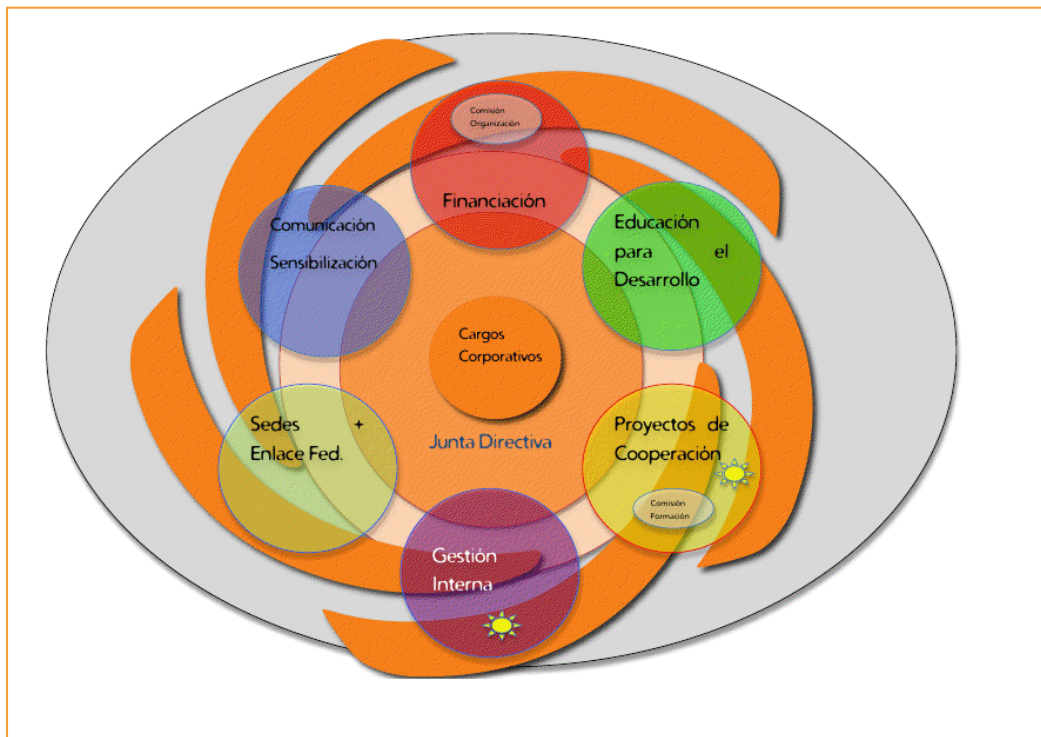 Comisión
Organización
Financiación
Comunicación
Sensibilización
Educación
para el
Desarrollo
Cargos
Corporativos
Junta Directiva
Sedes +
Enlace Fed.
Proyectos de
Cooperación
Comisión
Formación
Gestión
Interna